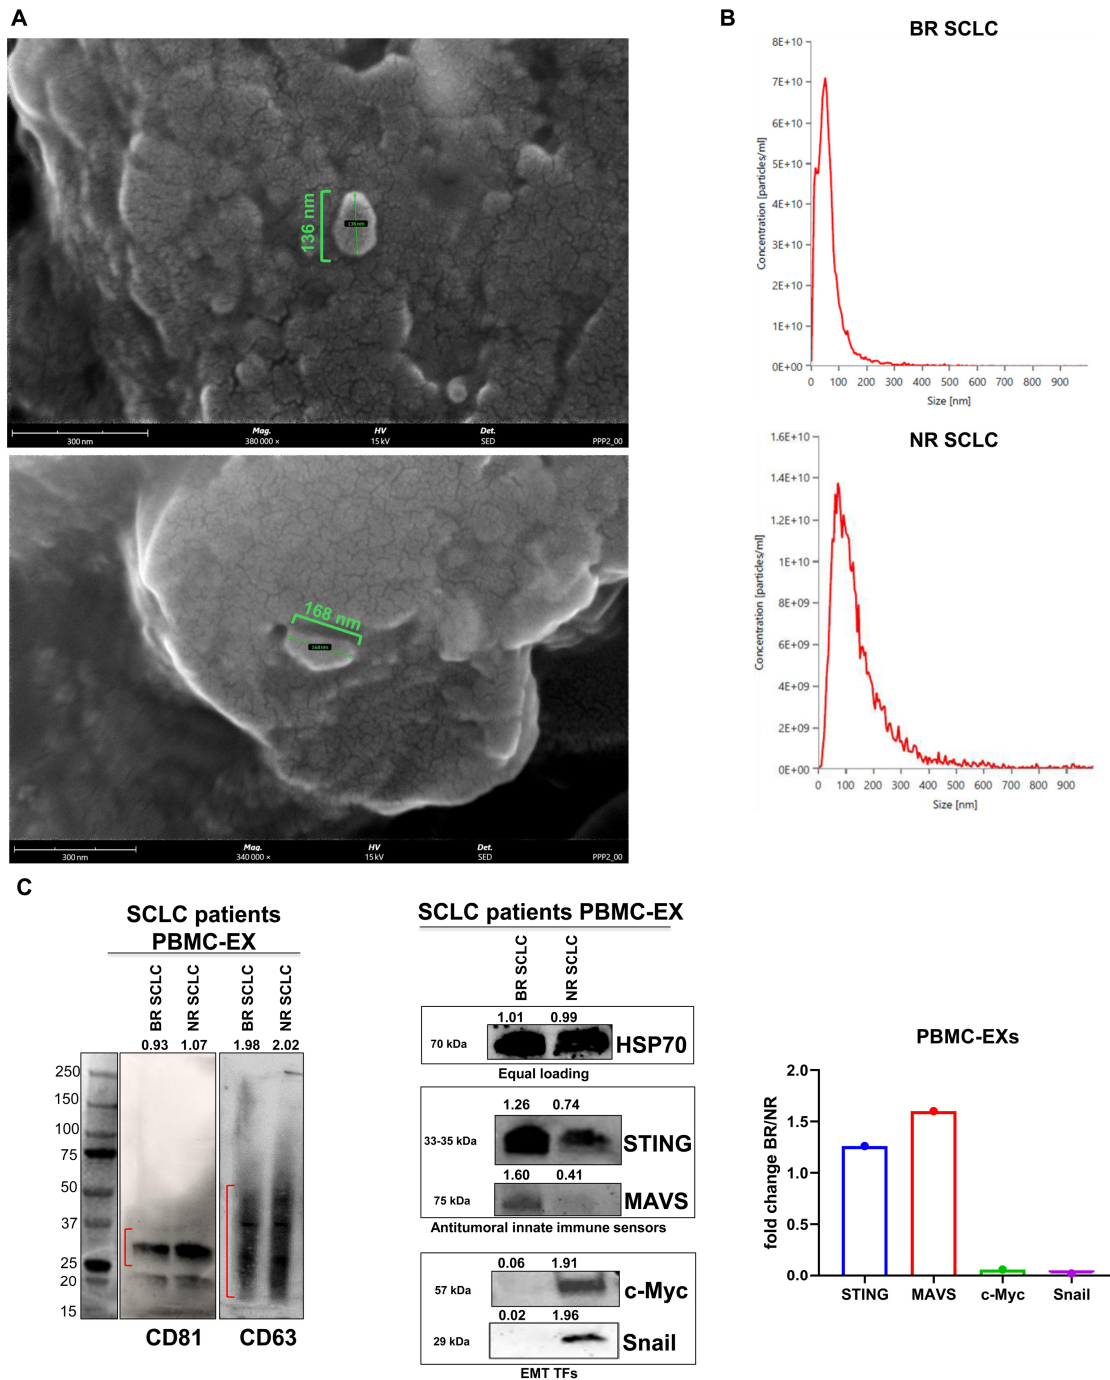 A
136 nm
136 nm
300 nm
Mag.
380 000 ×
HV
15 kV
Det.
SED
PPP2_00
168 nm
168 nm
300 nm
Mag.
340 000 ×
HV
15 kV
Det.
SED
PPP2_00
B
BR SCLC
Concentration [particles/ml]
8E+10
7E+10
6E+10
5E+10
4E+10
3E+10
2E+10
1E+10
0E+00
0 100 200 300 400 500 600 700 800 900
Size [nm]
NR SCLC
Concentration [particles/ml]
1.6E+10
1.4E+10
1.2E+10
1E+10
8E+09
6E+09
4E+09
2E+09
0E+00
0 100 200 300 400 500 600 700 800 900
Size [nm]
C
SCLC patients
PBMC-EX
BR SCLC
NR SCLC
BR SCLC
NR SCLC
0.93 1.07 1.98 2.02
250
150
100
75
50
37
25
20
15
CD81 CD63
SCLC patients PBMC-EX
BR SCLC
NR SCLC
1.01 0.99
70 kDa
HSP70
Equal loading
1.26 0.74
33-35 kDa
STING
1.60 0.41
75 kDa
MAVS
Antitumoral innate immune sensors
0.06 1.91
57 kDa
c-Myc
0.02 1.96
29 kDa
Snail
EMT TFs
PBMC-EXs
fold change BR/NR
2.0
1.5
1.0
0.5
0.0
STING MAVS c-Myc Snail